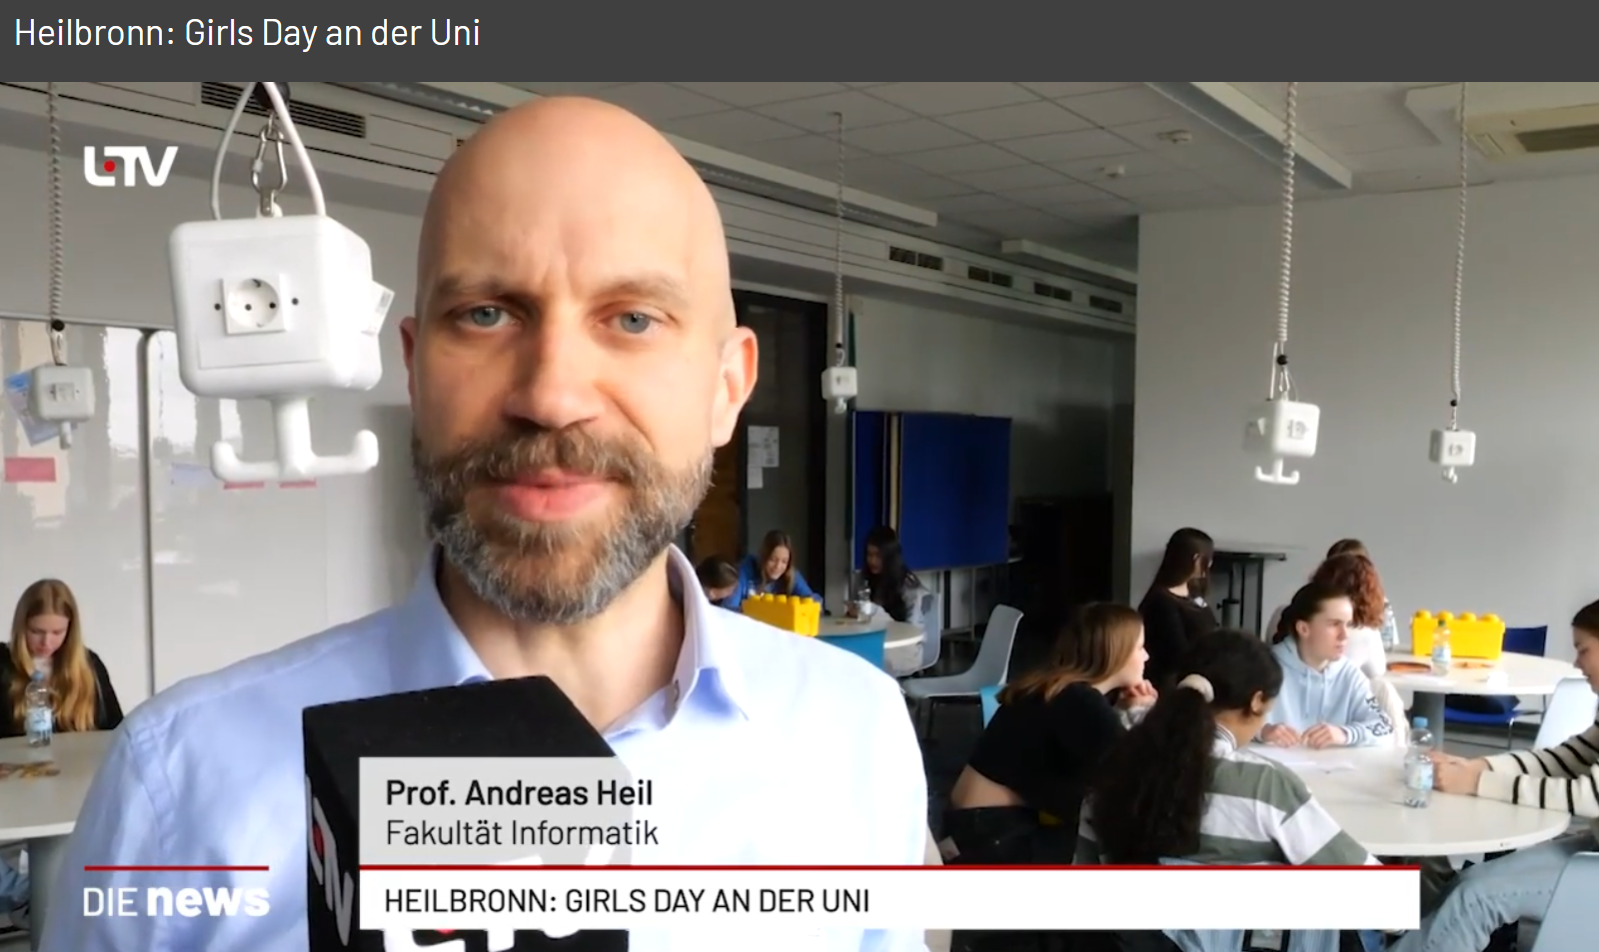 Heilbronn: Girls Day an der Uni
LTV
Prof. Andreas Heil
Fakultät Informatik
DIE news
HEILBRONN: GIRLS DAY AN DER UNI